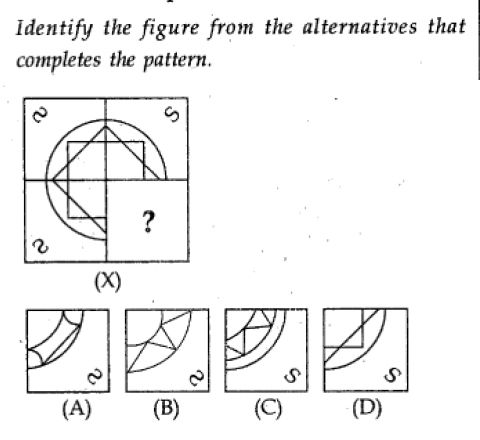 Identify the figure from the alternatives that
completes the pattern.
S S
S ?
(X)
S S S S
(A) (B) (C) (D)